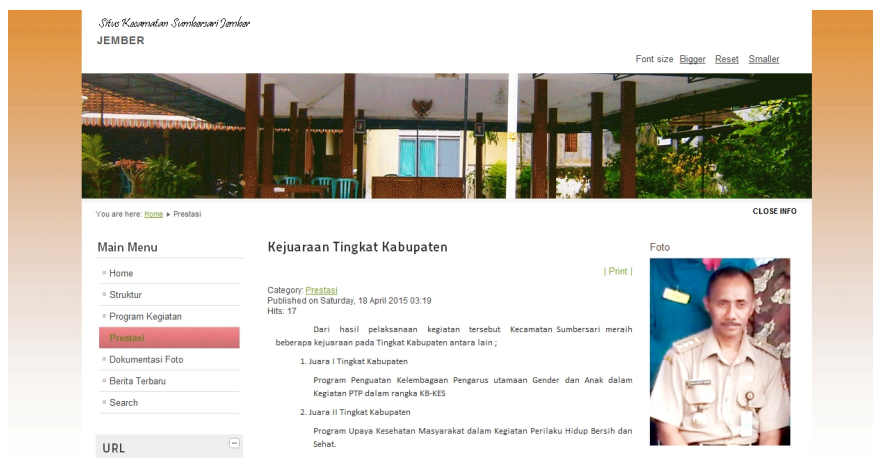 Situs Kecamatan Sumbersari Jember
JEMBER
Font size Bigger Reset Smaller
You are here: Home ▸ Prestasi
CLOSE INFO
Main Menu
Home
Struktur
Program Kegiatan
Prestasi
Dokumentasi Foto
Berita Terbaru
Search
URL
Kejuaraan Tingkat Kabupaten
| Print |
Category: Prestasi
Published on Saturday, 18 April 2015 03:19
Hits: 17
Dari hasil pelaksanaan kegiatan tersebut Kecamatan Sumbersari meraih
beberapa kejuaraan pada Tingkat Kabupaten antara lain ;
1. Juara I Tingkat Kabupaten
Program Penguatan Kelembagaan Pengarus utamaan Gender dan Anak dalam
Kegiatan PTP dalam rangka KB-KES
2. Juara II Tingkat Kabupaten
Program Upaya Kesehatan Masyarakat dalam Kegiatan Perilaku Hidup Bersih dan
Sehat.
Foto